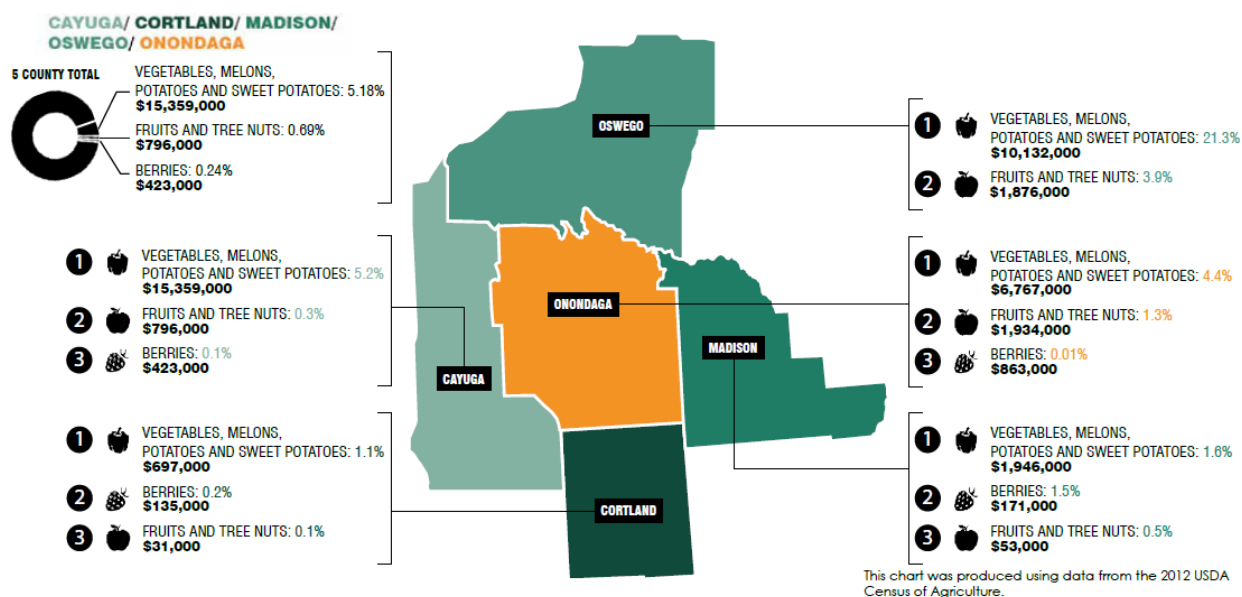 CAYUGA/ CORTLAND/ MADISON/
OSWEGO/ ONONDAGA
5 COUNTY TOTAL
VEGETABLES, MELONS,
POTATOES AND SWEET POTATOES: 5.18%
$15,359,000
FRUITS AND TREE NUTS: 0.69%
$796,000
BERRIES: 0.24%
$423,000
1
VEGETABLES, MELONS,
POTATOES AND SWEET POTATOES: 5.2%
$15,359,000
2
FRUITS AND TREE NUTS: 0.3%
$796,000
3
BERRIES: 0.1%
$423,000
1
VEGETABLES, MELONS,
POTATOES AND SWEET POTATOES: 1.1%
$697,000
2
BERRIES: 0.2%
$135,000
3
FRUITS AND TREE NUTS: 0.1%
$31,000
OSWEGO
ONONDAGA
MADISON
CAYUGA
CORTLAND
1
VEGETABLES, MELONS,
POTATOES AND SWEET POTATOES: 21.3%
$10,132,000
2
FRUITS AND TREE NUTS: 3.9%
$1,876,000
1
VEGETABLES, MELONS,
POTATOES AND SWEET POTATOES: 4.4%
$6,767,000
2
FRUITS AND TREE NUTS: 1.3%
$1,934,000
3
BERRIES: 0.01%
$863,000
1
VEGETABLES, MELONS,
POTATOES AND SWEET POTATOES: 1.6%
$1,946,000
2
BERRIES: 1.5%
$171,000
3
FRUITS AND TREE NUTS: 0.5%
$53,000
This chart was produced using data frrom the 2012 USDA
Census of Agriculture.